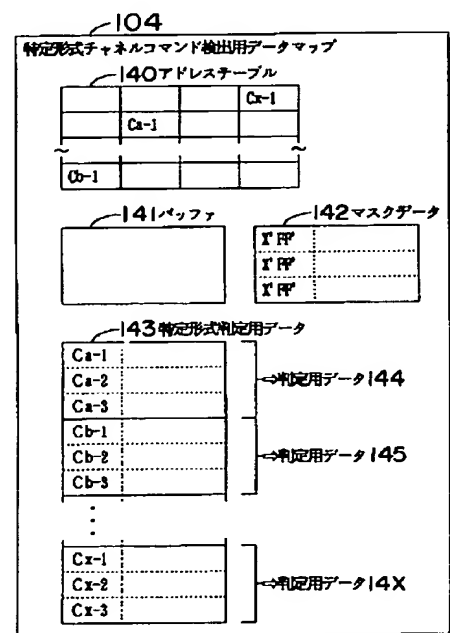 104
特定形式チャネルコマンド検出用データマップ
140アドレステーブル
Cx-1
Ca-1
~ ~
Cb-1
141バッファ
142マスクデータ
X'FF'
X'FF'
X'FF'
143特定形式判定用データ
Ca-1
Ca-2
Ca-3
⇨判定用データ144
Cb-1
Cb-2
Cb-3
⇨判定用データ145
Cx-1
Cx-2
Cx-3
⇨判定用データ14X